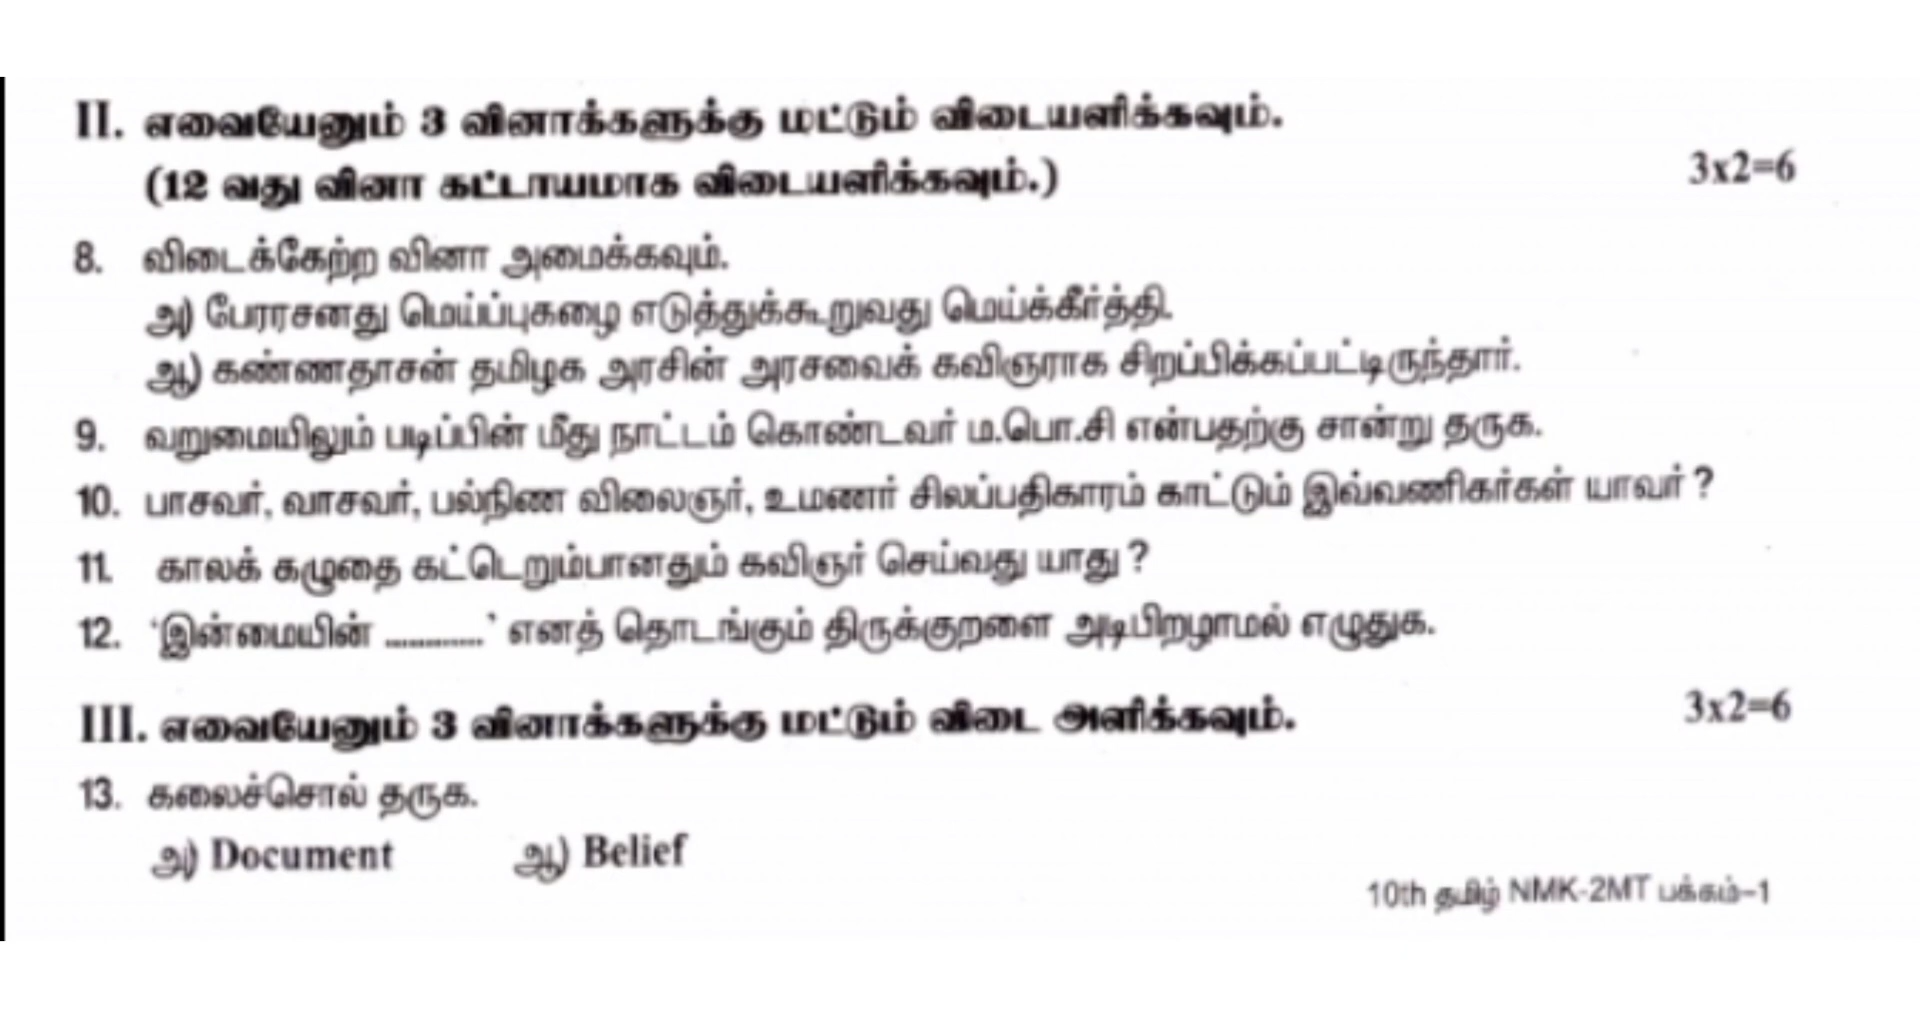 II. எவையேனும் 3 வினாக்களுக்கு மட்டும் விடையளிக்கவும்.
(12 வது வினா கட்டாயமாக விடையளிக்கவும்.) 3x2=6
8. விடைக்கேற்ற வினா அமைக்கவும்.
அ) பேரரசனது மெய்ப்புகழை எடுத்துக்கூறுவது மெய்க்கீர்த்தி.
ஆ) கண்ணதாசன் தமிழக அரசின் அரசவைக் கவிஞராக சிறப்பிக்கப்பட்டிருந்தார்.
9. வறுமையிலும் படிப்பின் மீது நாட்டம் கொண்டவர் ம.பொ.சி என்பதற்கு சான்று தருக.
10. பாசவர், வாசவர், பல்நிண விலைஞர், உமணர் சிலப்பதிகாரம் காட்டும் இவ்வணிகர்கள் யாவர் ?
11. காலக் கழுதை கட்டெறும்பானதும் கவிஞர் செய்வது யாது ?
12. 'இன்மையின் ............' எனத் தொடங்கும் திருக்குறளை அடிபிறழாமல் எழுதுக.
III. எவையேனும் 3 வினாக்களுக்கு மட்டும் விடை அளிக்கவும். 3x2=6
13. கலைச்சொல் தருக.
அ) Document ஆ) Belief
10th தமிழ் NMK-2MT பக்கம்–1